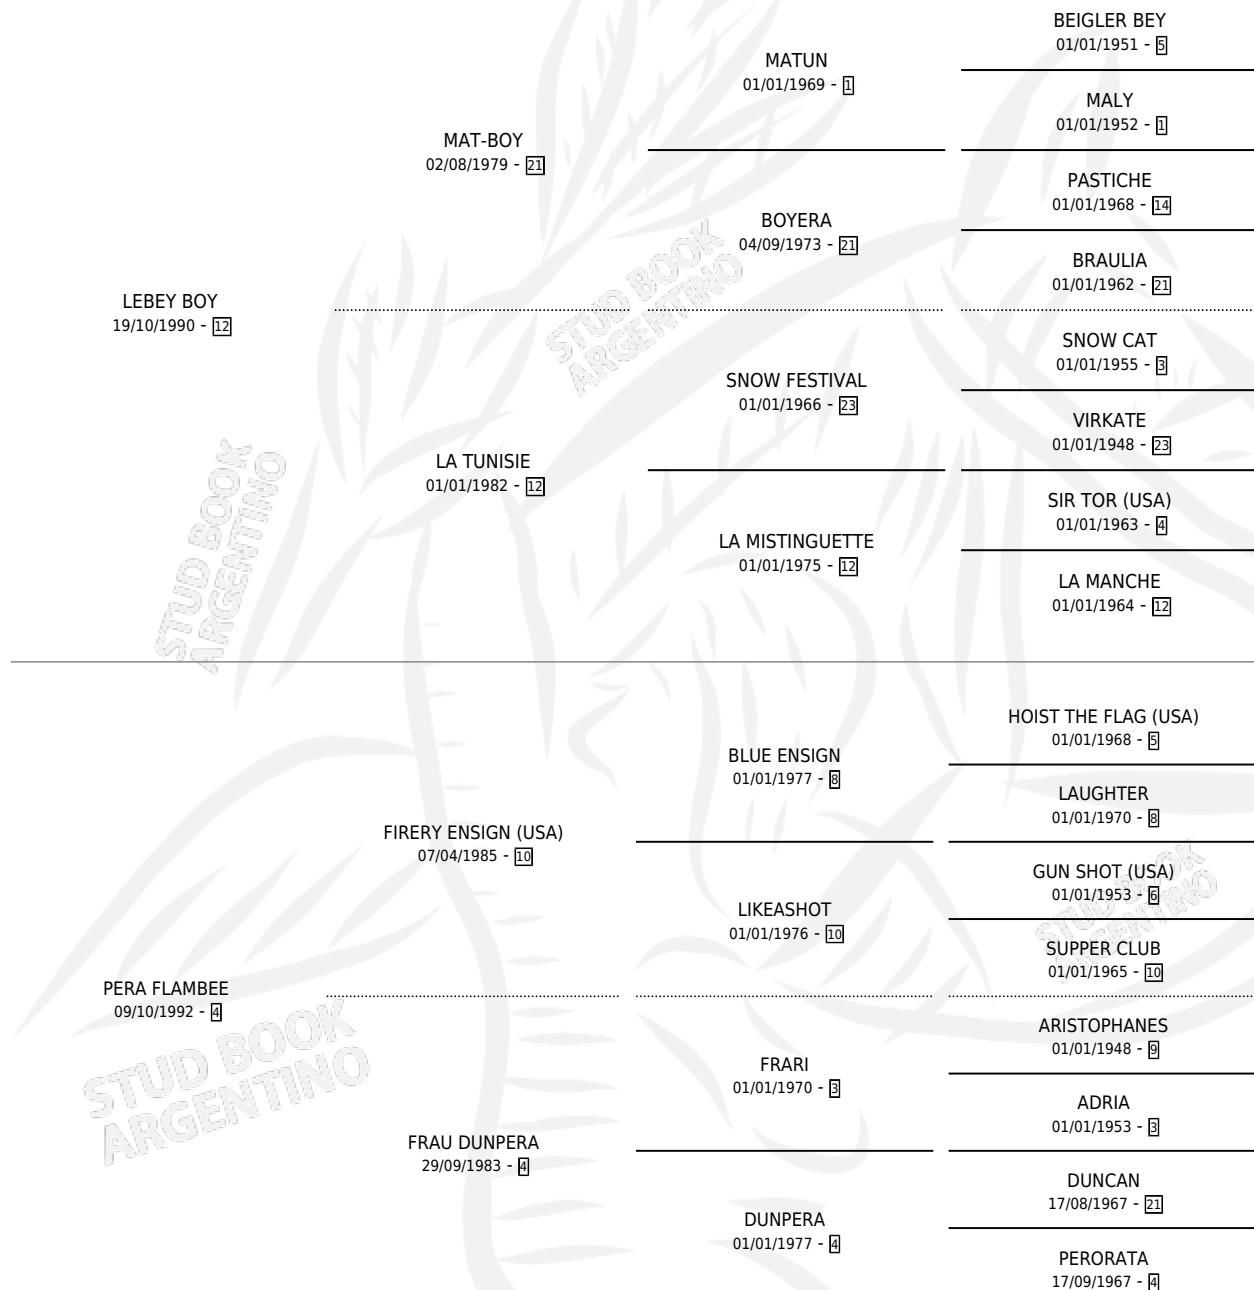 BEIGLER BEY
01/01/1951 - 5
MATUN
01/01/1969 - 1
MALY
01/01/1952 - 1
MAT-BOY
02/08/1979 - 21
PASTICHE
01/01/1968 - 14
BOYERA
04/09/1973 - 21
BRAULIA
01/01/1962 - 21
LEBEY BOY
19/10/1990 - 12
STUD BOOK
ARGENTINO
SNOW CAT
01/01/1955 - 3
SNOW FESTIVAL
01/01/1966 - 23
VIRKATE
01/01/1948 - 23
LA TUNISIE
01/01/1982 - 12
SIR TOR (USA)
01/01/1963 - 4
LA MISTINGUETTE
01/01/1975 - 12
LA MANCHE
01/01/1964 - 12
STUD BOOK
ARGENTINO
HOIST THE FLAG (USA)
01/01/1968 - 5
BLUE ENSIGN
01/01/1977 - 8
LAUGHTER
01/01/1970 - 8
FIRERY ENSIGN (USA)
07/04/1985 - 10
GUN SHOT (USA)
01/01/1953 - 6
LIKEASHOT
01/01/1976 - 10
SUPPER CLUB
01/01/1965 - 10
STUD BOOK
ARGENTINO
PERA FLAMBEE
09/10/1992 - 4
STUD BOOK
ARGENTINO
ARISTOPHANES
01/01/1948 - 9
FRARI
01/01/1970 - 3
ADRIA
01/01/1953 - 3
FRAU DUNPERA
29/09/1983 - 4
DUNCAN
17/08/1967 - 21
DUNPERA
01/01/1977 - 4
PERORATA
17/09/1967 - 4